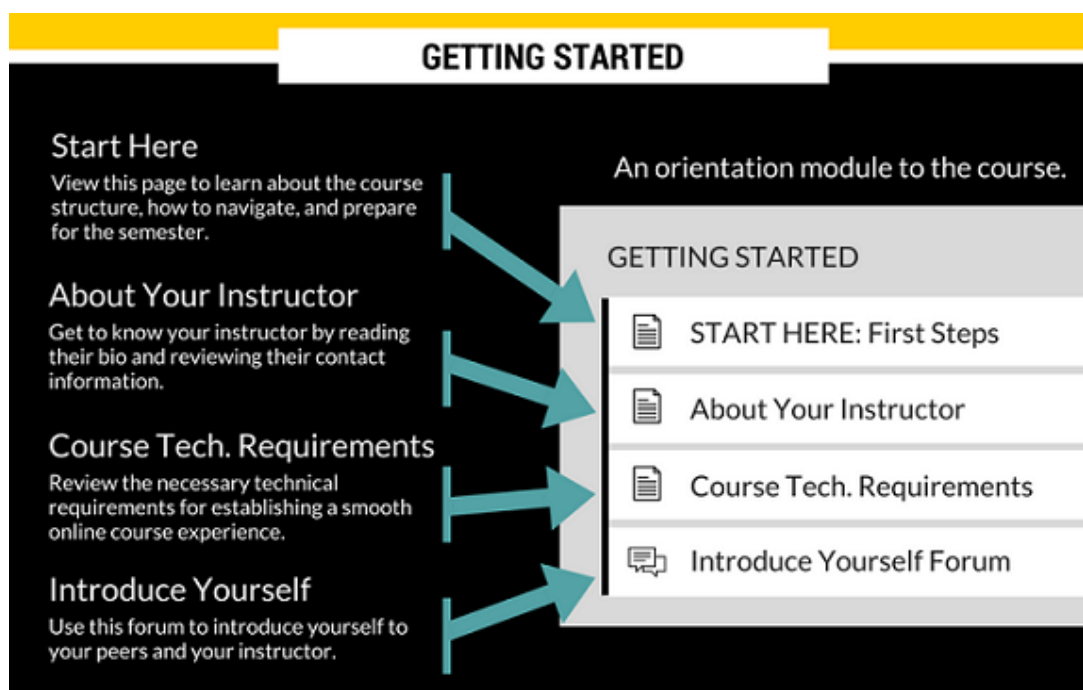 GETTING STARTED
Start Here
View this page to learn about the course
structure, how to navigate, and prepare
for the semester.
About Your Instructor
Get to know your instructor by reading
their bio and reviewing their contact
information.
Course Tech. Requirements
Review the necessary technical
requirements for establishing a smooth
online course experience.
Introduce Yourself
Use this forum to introduce yourself to
your peers and your instructor.
An orientation module to the course.
GETTING STARTED
START HERE: First Steps
About Your Instructor
Course Tech. Requirements
Introduce Yourself Forum